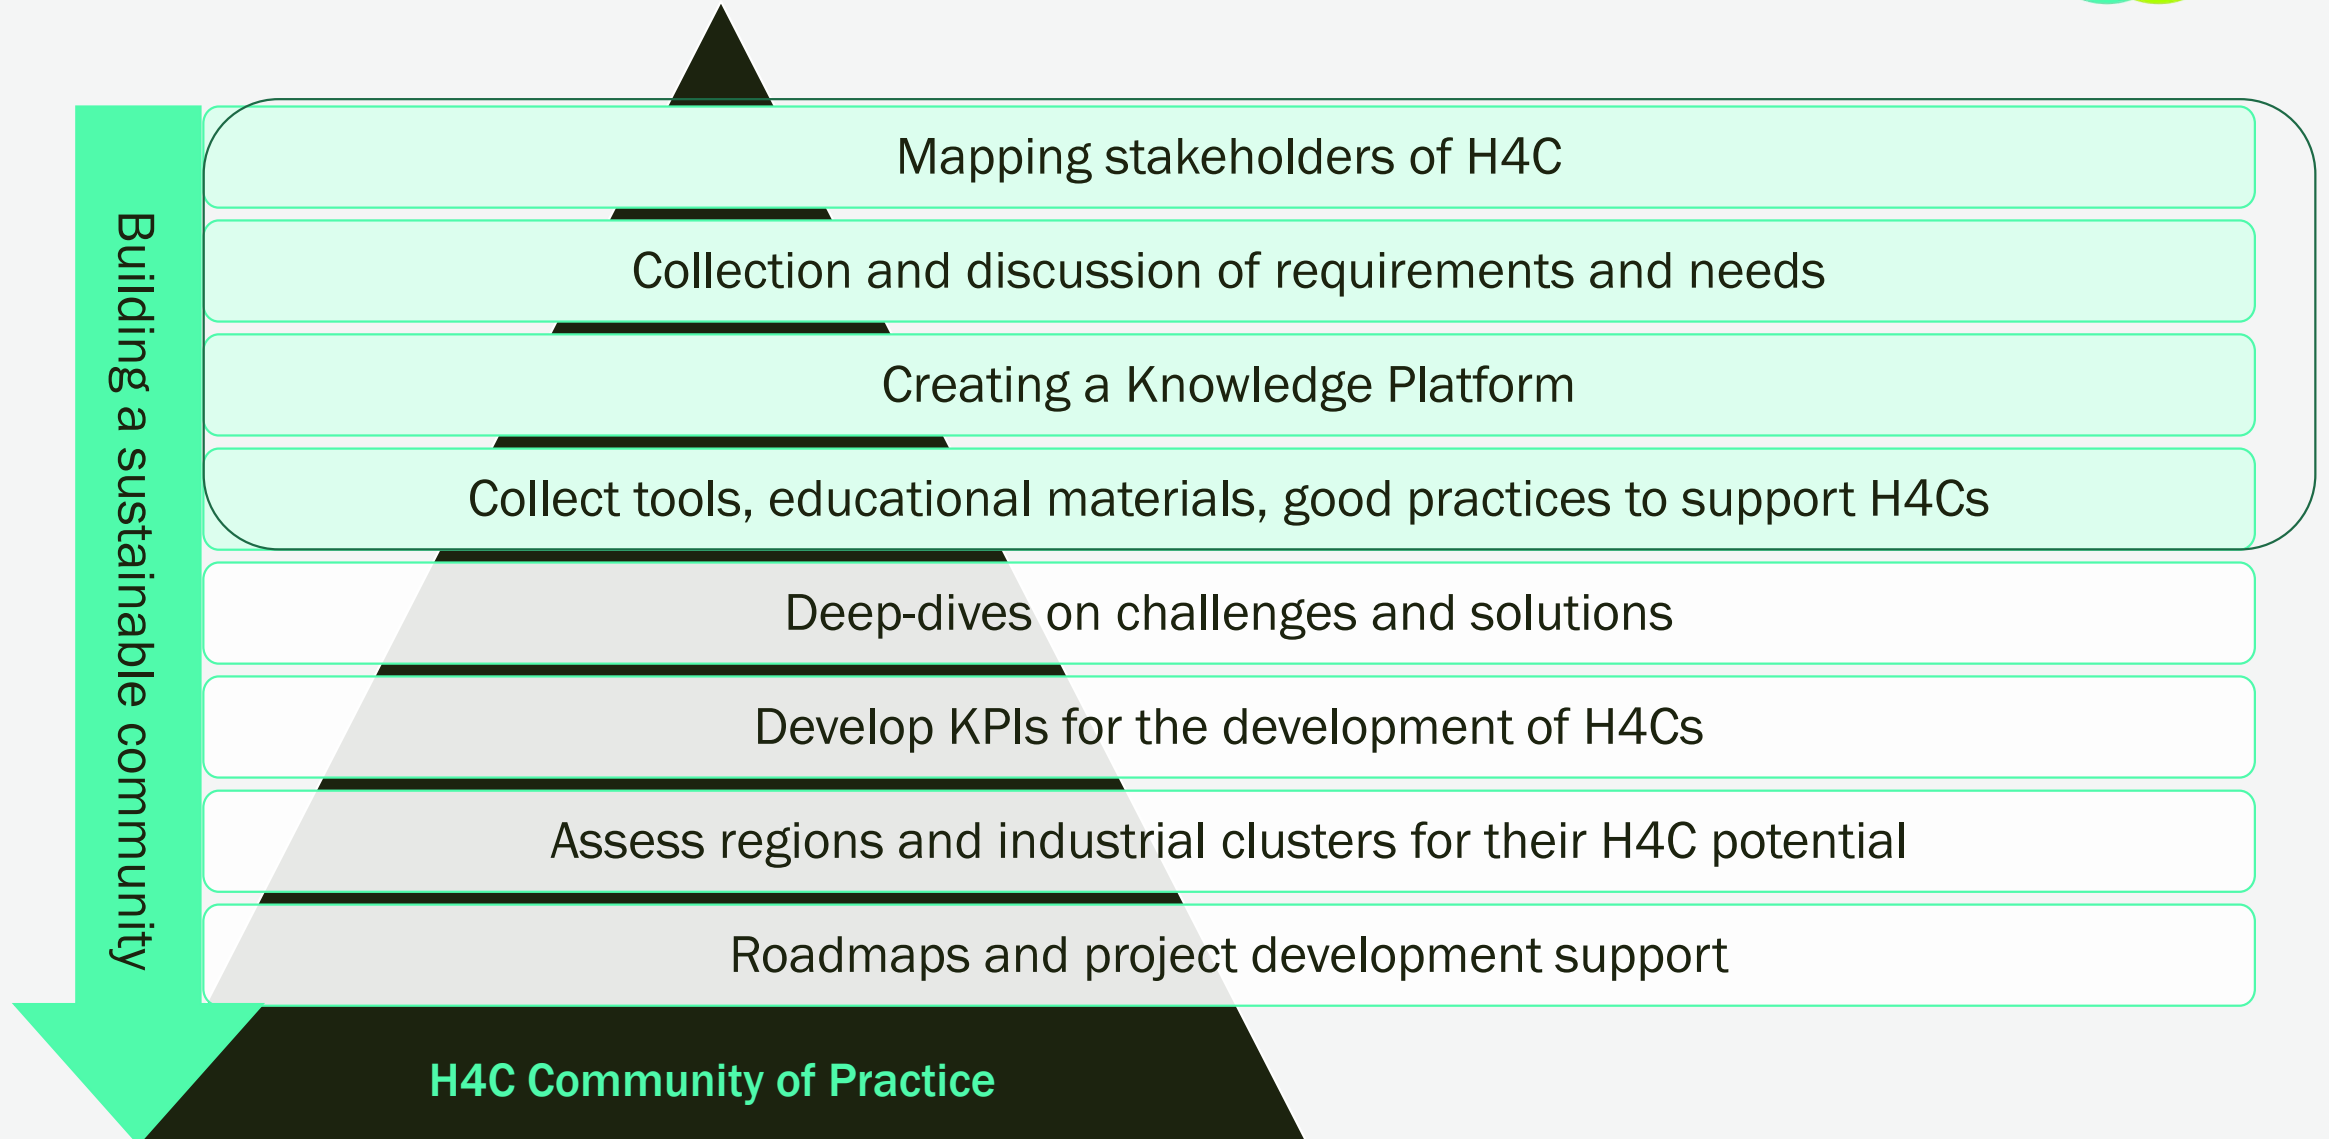 Building a sustainable community
Mapping stakeholders of H4C
Collection and discussion of requirements and needs
Creating a Knowledge Platform
Collect tools, educational materials, good practices to support H4Cs
Deep-dives on challenges and solutions
Develop KPIs for the development of H4Cs
Assess regions and industrial clusters for their H4C potential
Roadmaps and project development support
H4C Community of Practice